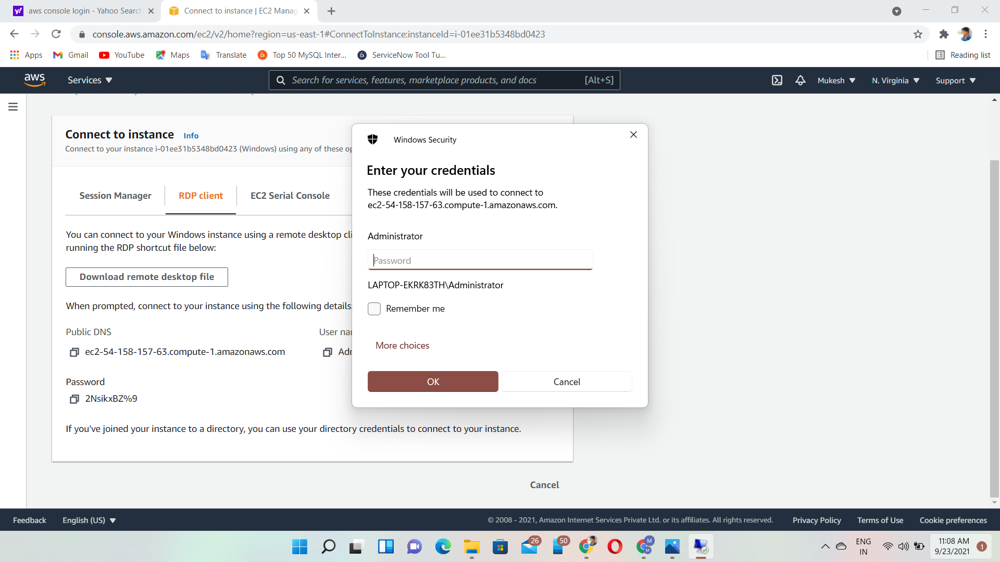 aws console login - Yahoo Search
Connect to instance | EC2 Manag
console.aws.amazon.com/ec2/v2/home?region=us-east-1#ConnectToInstance:instanceId=i-01ee31b5348bd0423
Apps
Gmail
YouTube
Maps
Translate
Top 50 MySQL Inter...
ServiceNow Tool Tu...
Reading list
aws
Services
Search for services, features, marketplace products, and docs
[Alt+S]
Mukesh
N. Virginia
Support
Connect to instance
Info
Connect to your instance i-01ee31b5348bd0423 (Windows) using any of these op
Session Manager
RDP client
EC2 Serial Console
You can connect to your Windows instance using a remote desktop cli
running the RDP shortcut file below:
Download remote desktop file
When prompted, connect to your instance using the following details:
Public DNS
User nar
ec2-54-158-157-63.compute-1.amazonaws.com
Adr
Password
2NsikxBZ%9
If you've joined your instance to a directory, you can use your directory credentials to connect to your instance.
Cancel
Windows Security
Enter your credentials
These credentials will be used to connect to
ec2-54-158-157-63.compute-1.amazonaws.com.
Administrator
Password
LAPTOP-EKRK83TH\Administrator
Remember me
More choices
OK
Cancel
Feedback
English (US)
© 2008 - 2021, Amazon Internet Services Private Ltd. or its affiliates. All rights reserved.
Privacy Policy
Terms of Use
Cookie preferences
26
50
M
M
ENG
IN
11:08 AM
9/23/2021
1